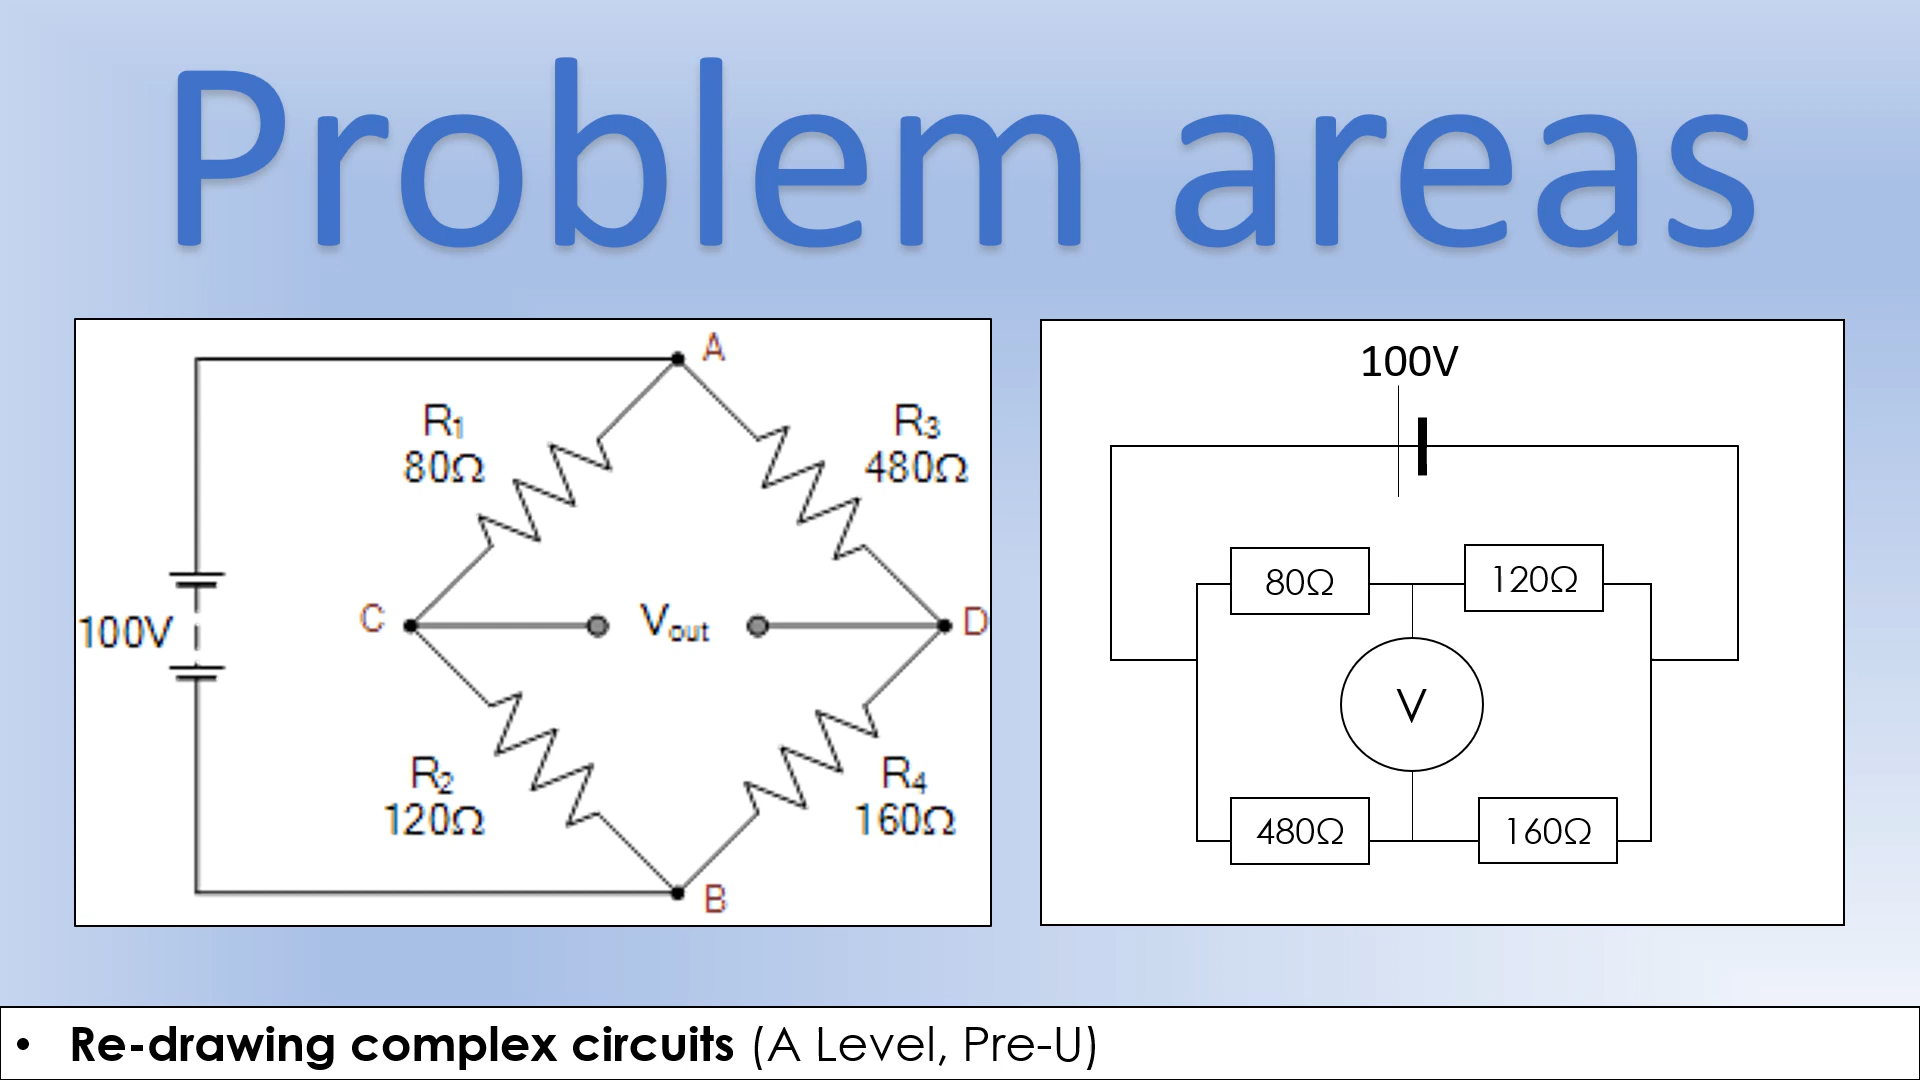 Problem areas
A
R₁
80Ω
R₃
480Ω
C
Vout
D
100V
R₂
120Ω
R₄
160Ω
B
100V
80Ω
120Ω
V
480Ω
160Ω
• Re-drawing complex circuits (A Level, Pre-U)